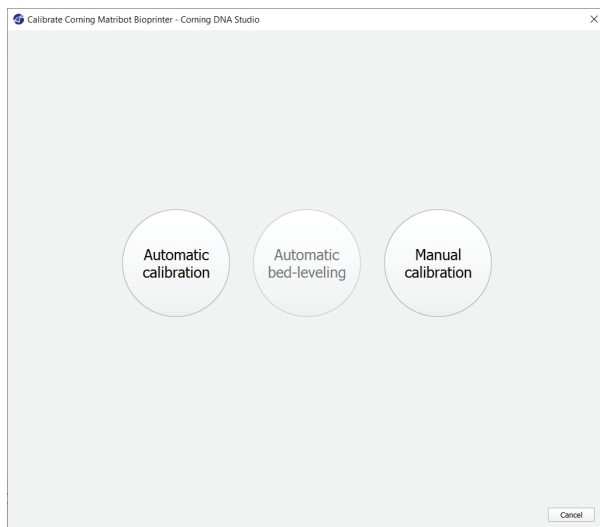 Calibrate Corning Matribot Bioprinter - Corning DNA Studio
Automatic
calibration
Automatic
bed-leveling
Manual
calibration
Cancel